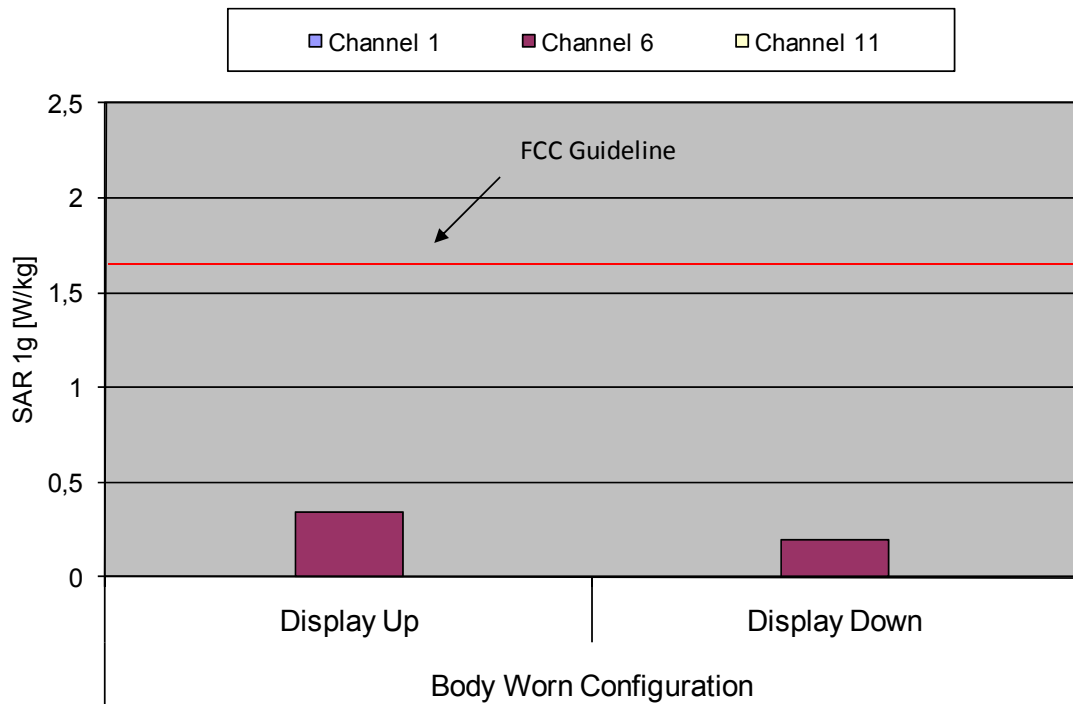 Channel 1 Channel 6 Channel 11
2,5
FCC Guideline
2
1,5
1
0,5
0
SAR 1g [W/kg]
Display Up Display Down
Body Worn Configuration